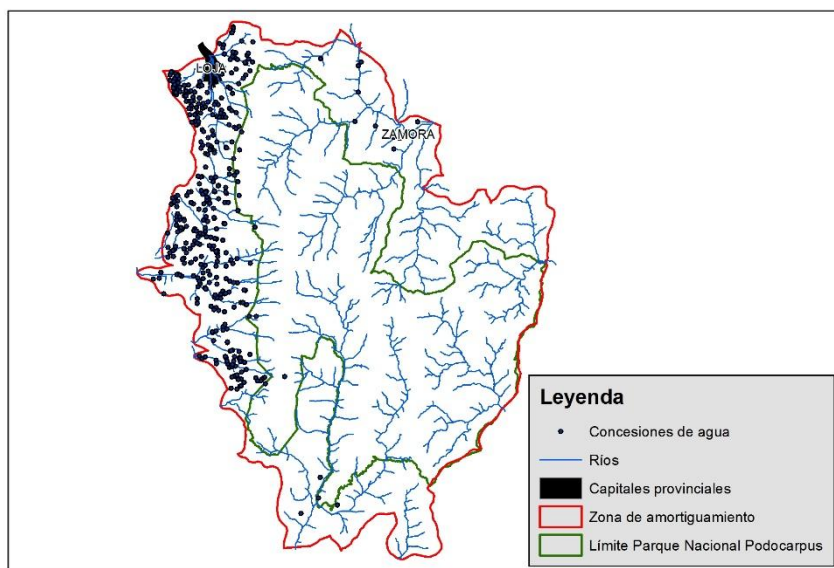 LOJA
ZAMORA
Leyenda
Concesiones de agua
Ríos
Capitales provinciales
Zona de amortiguamiento
Límite Parque Nacional Podocarpus